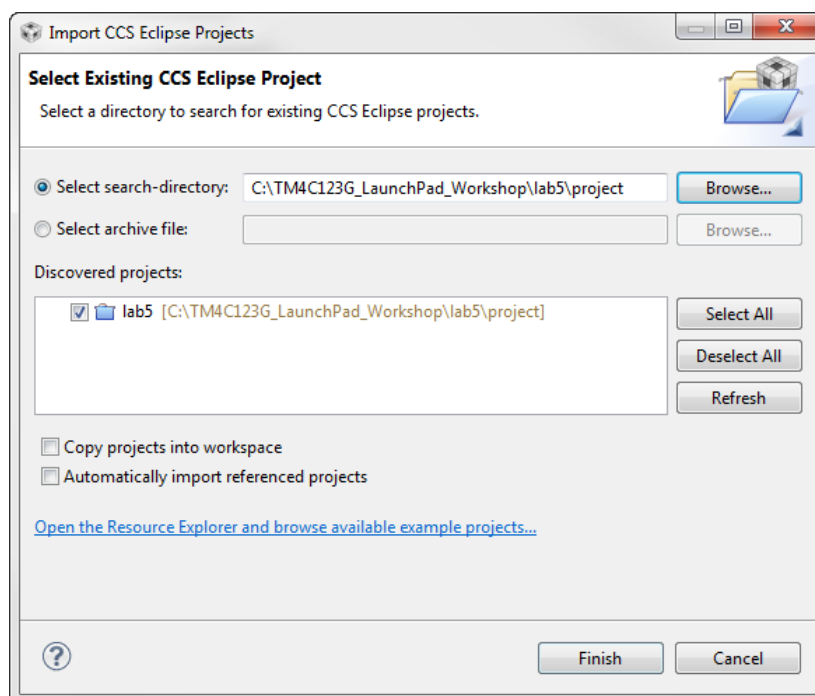 Import CCS Eclipse Projects
Select Existing CCS Eclipse Project
Select a directory to search for existing CCS Eclipse projects.
Select search-directory: C:\TM4C123G_LaunchPad_Workshop\lab5\project Browse...
Select archive file: Browse...
Discovered projects:
lab5 [C:\TM4C123G_LaunchPad_Workshop\lab5\project]
Select All
Deselect All
Refresh
Copy projects into workspace
Automatically import referenced projects
Open the Resource Explorer and browse available example projects...
? Finish Cancel